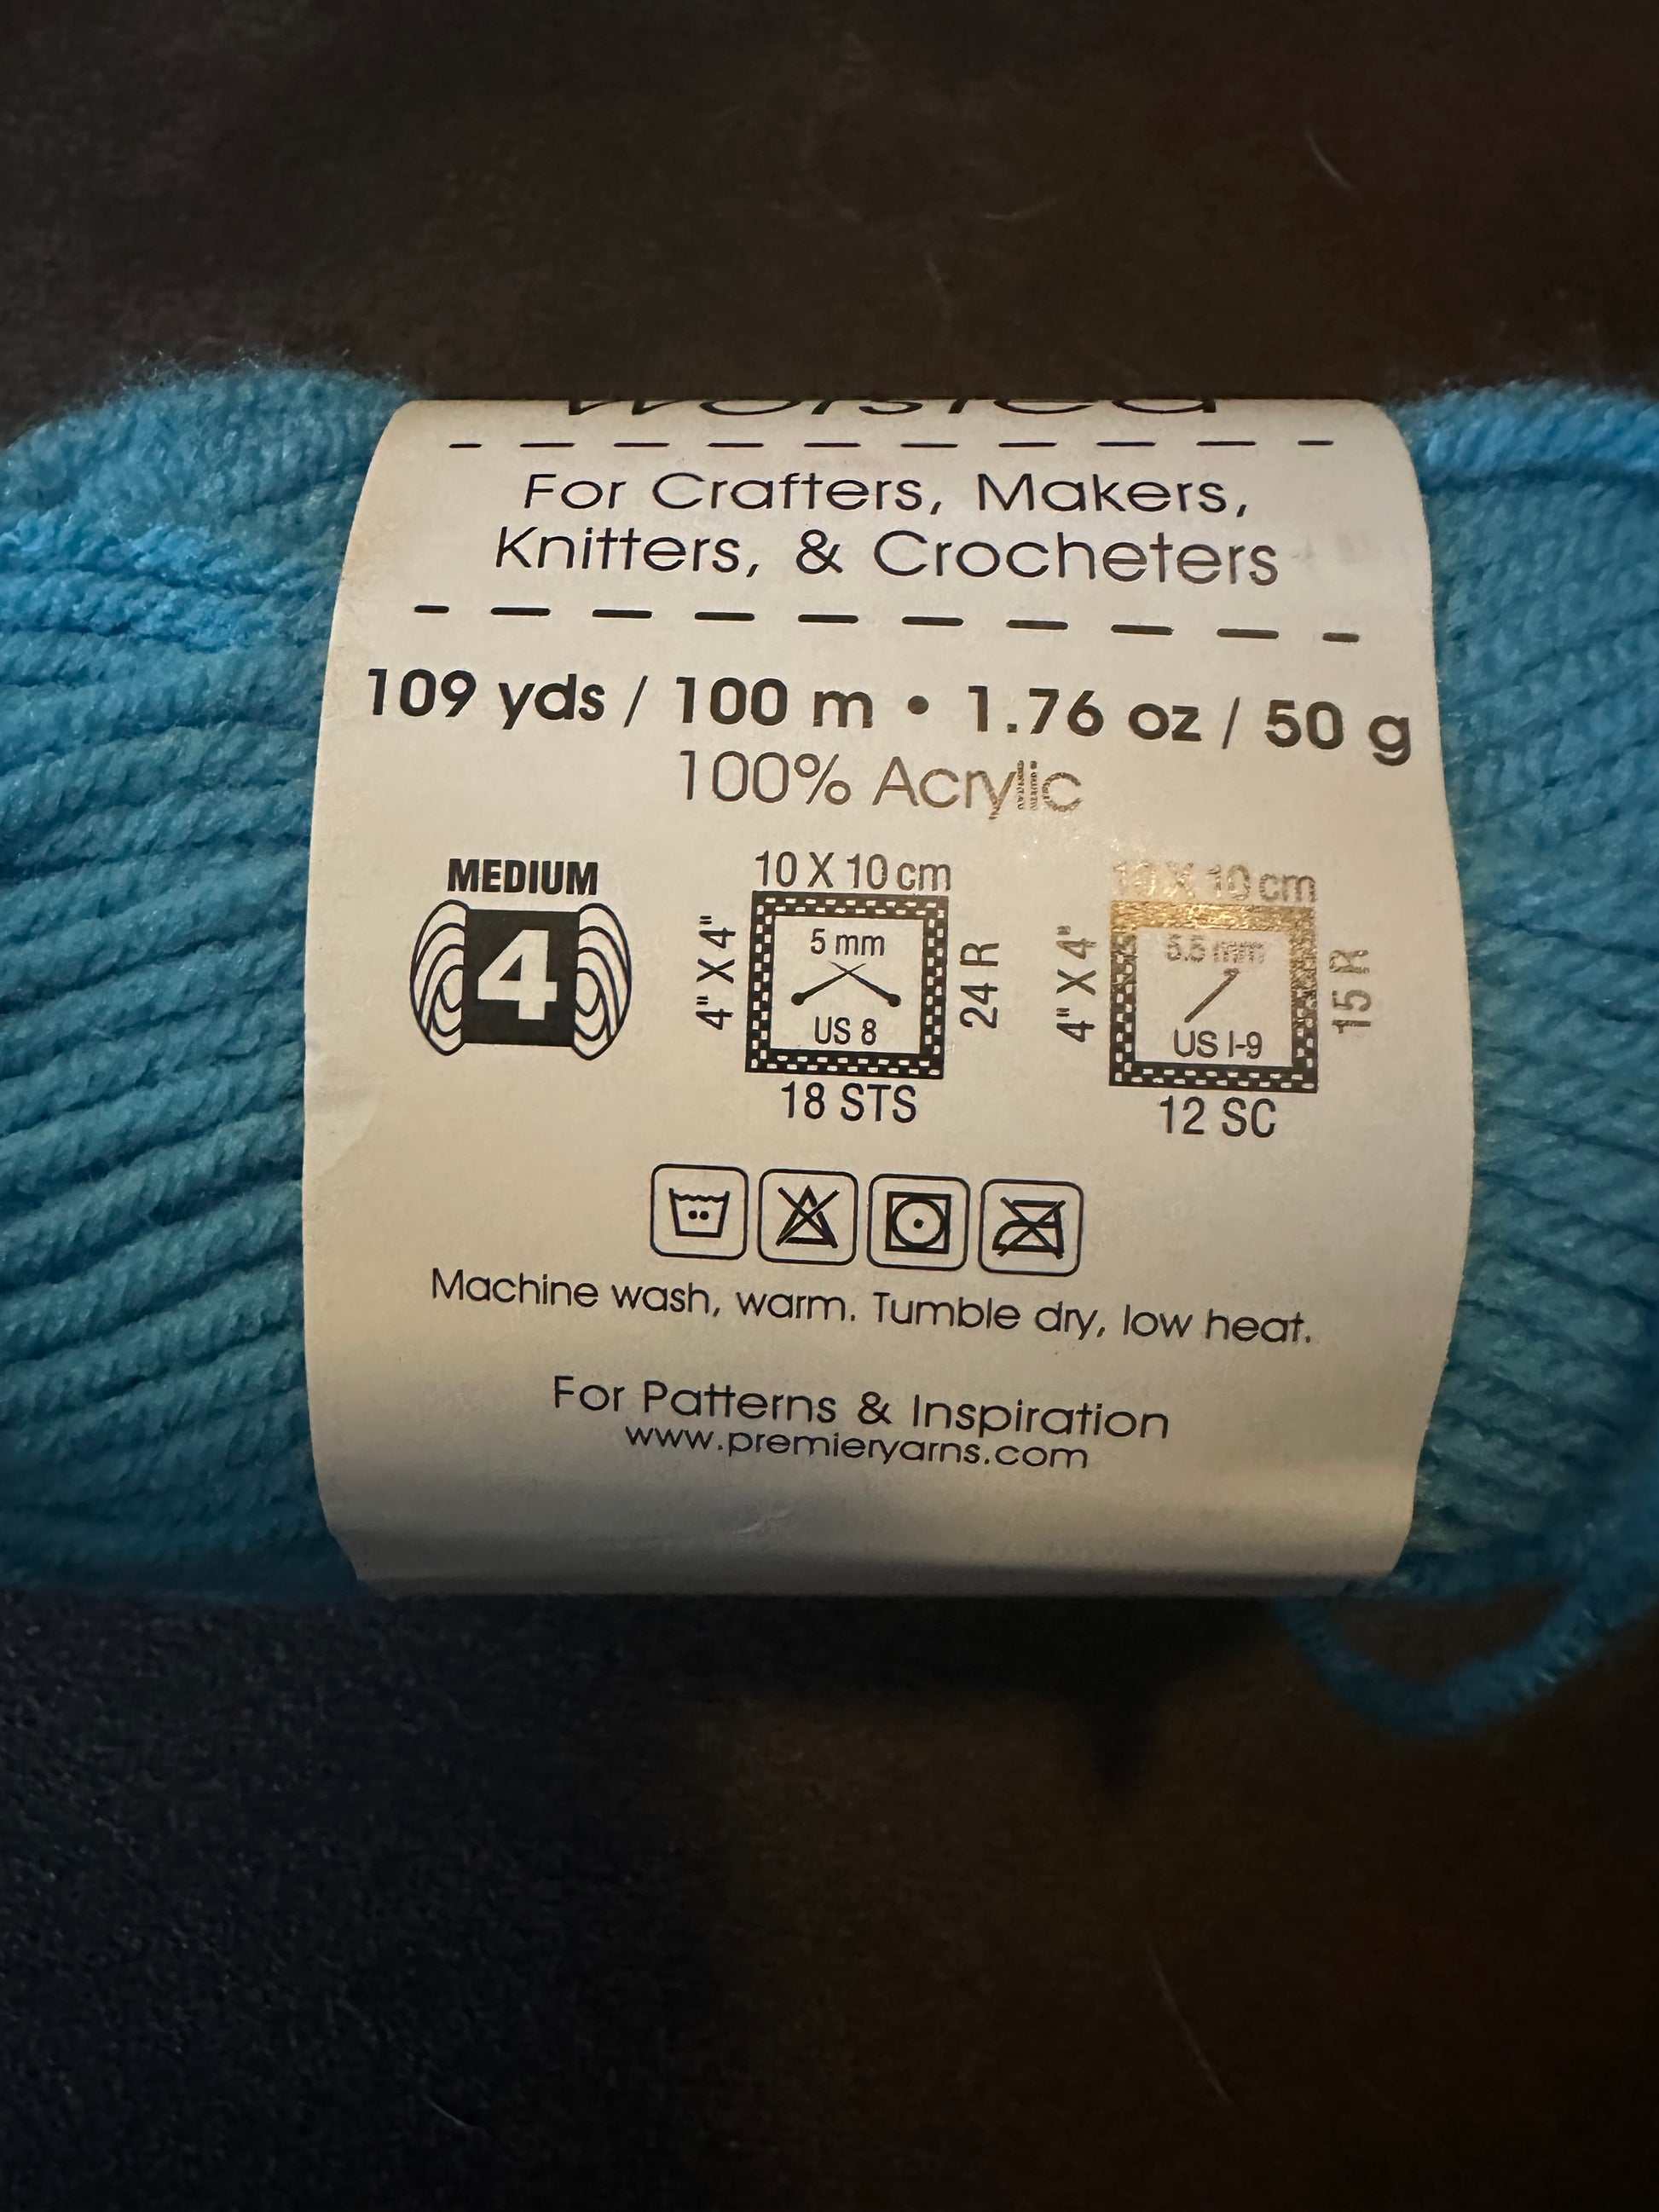 Worsted
For Crafters, Makers,
Knitters, & Crocheters
109 yds / 100 m • 1.76 oz / 50 g
100% Acrylic
MEDIUM
4
10 X 10 cm
4" X 4"
5 mm
US 8
24 R
18 STS
10 X 10 cm
4" X 4"
5.5 mm
US I-9
15 R
12 SC
Machine wash, warm. Tumble dry, low heat.
For Patterns & Inspiration
www.premieryarns.com